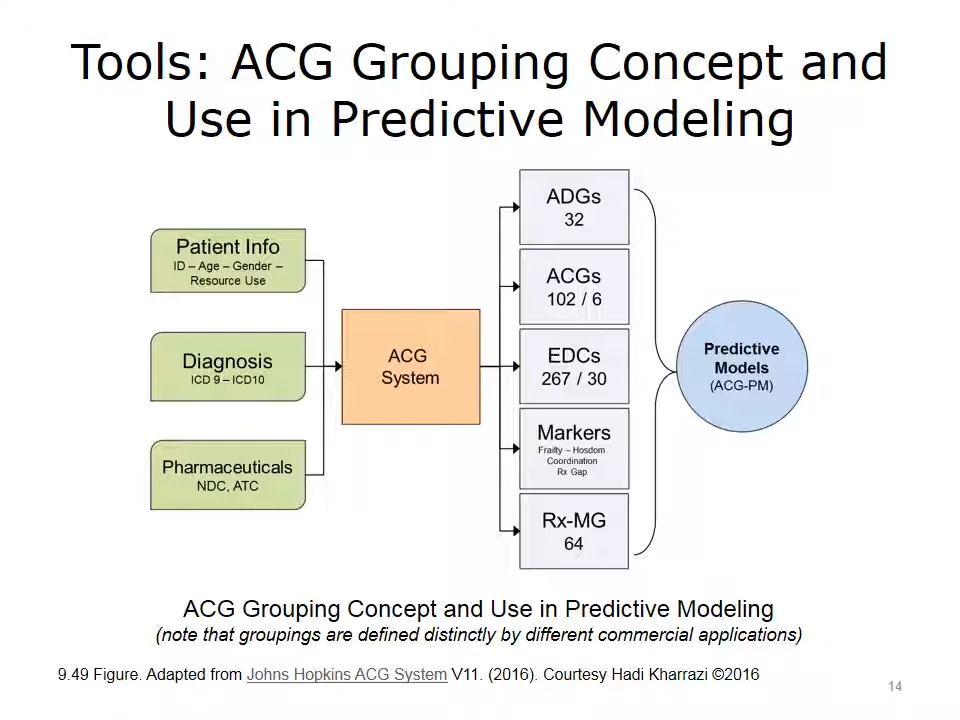 Tools: ACG Grouping Concept and
Use in Predictive Modeling
Patient Info
ID – Age – Gender –
Resource Use
Diagnosis
ICD 9 – ICD10
Pharmaceuticals
NDC, ATC
ACG
System
ADGs
32
ACGs
102 / 6
EDCs
267 / 30
Markers
Frailty – Hosdom
Coordination
Rx Gap
Rx-MG
64
Predictive
Models
(ACG-PM)
ACG Grouping Concept and Use in Predictive Modeling
(note that groupings are defined distinctly by different commercial applications)
9.49 Figure. Adapted from Johns Hopkins ACG System V11. (2016). Courtesy Hadi Kharrazi ©2016
14